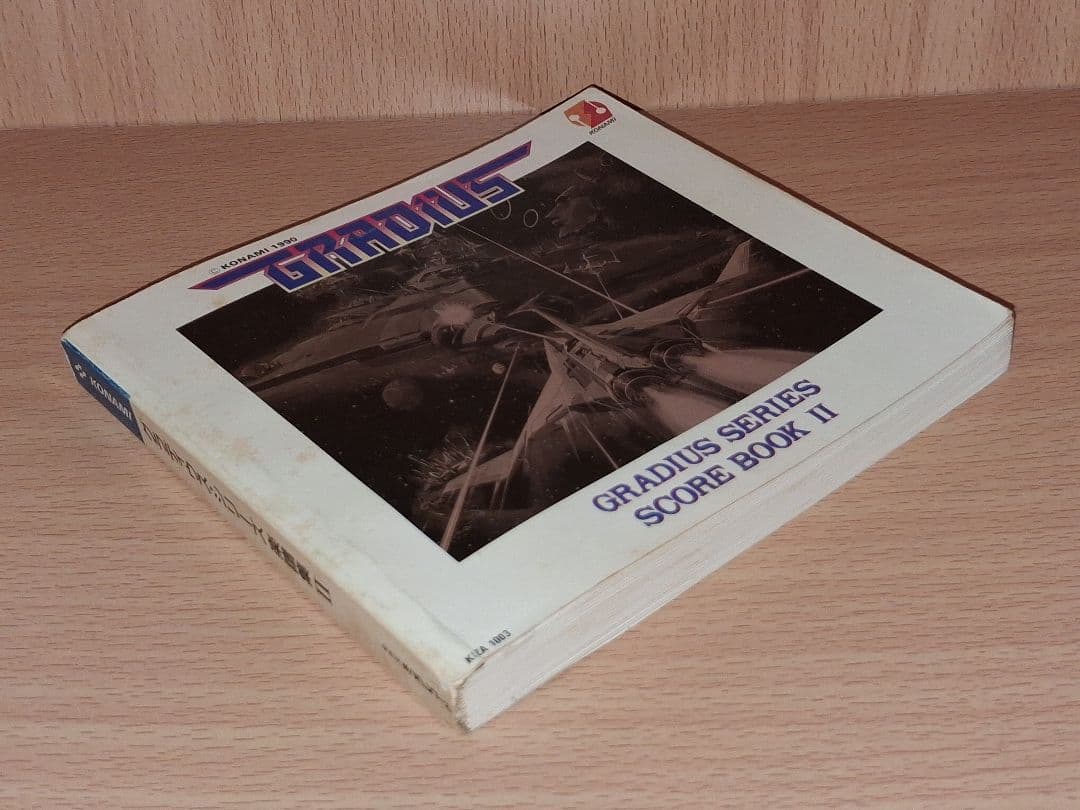 KONAMI
© KONAMI 1990
GRADIUS
GRADIUS SERIES
SCORE BOOK II
KIZA 1003
KONAMI
グラディウス・シリーズ 楽譜集 II